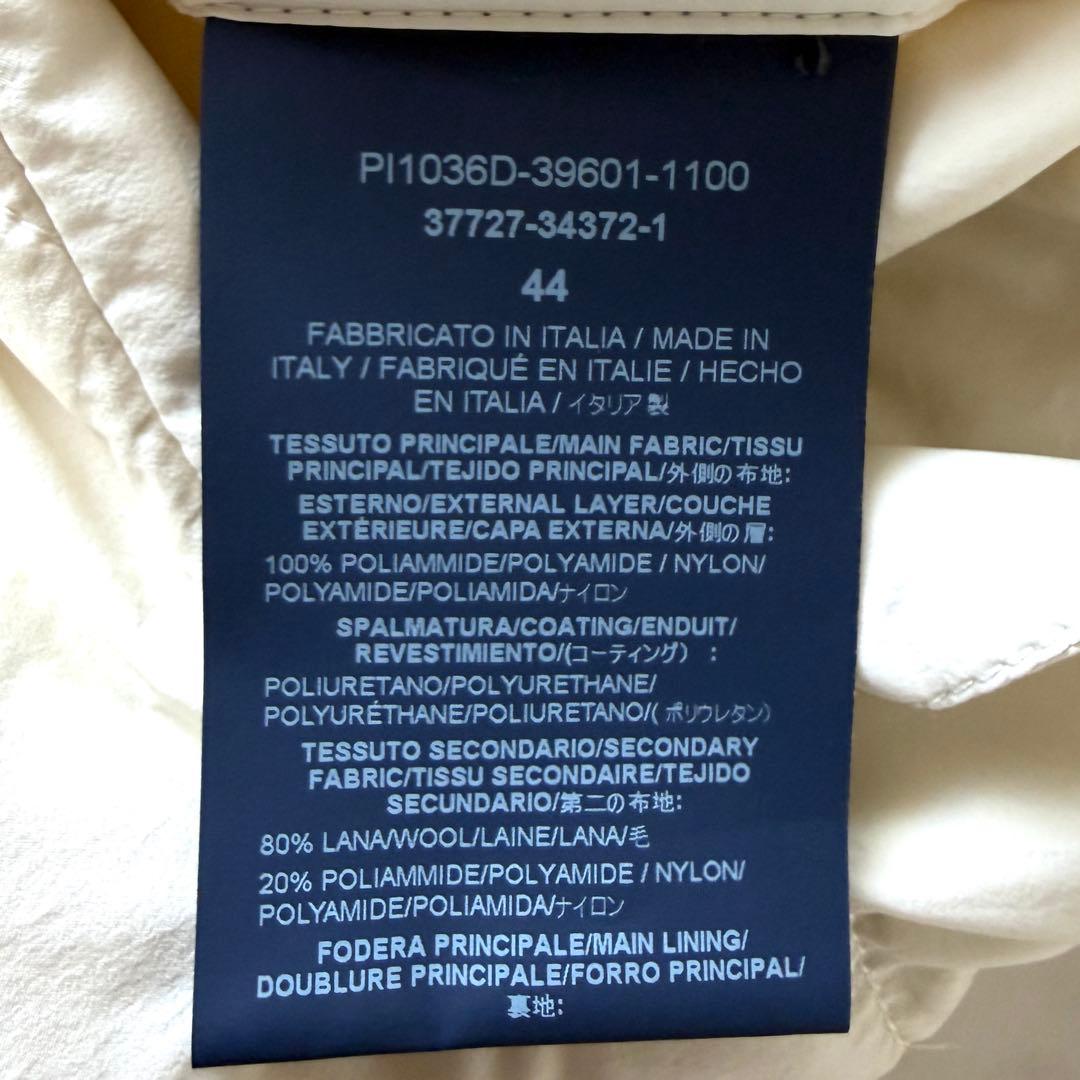 PI1036D-39601-1100
37727-34372-1
44
FABBRICATO IN ITALIA / MADE IN
ITALY / FABRIQUÉ EN ITALIE / HECHO
EN ITALIA / イタリア製
TESSUTO PRINCIPALE/MAIN FABRIC/TISSU
PRINCIPAL/TEJIDO PRINCIPAL/外側の布地:
ESTERNO/EXTERNAL LAYER/COUCHE
EXTÉRIEURE/CAPA EXTERNA/外側の層:
100% POLIAMMIDE/POLYAMIDE / NYLON/
POLYAMIDE/POLIAMIDA/ナイロン
SPALMATURA/COATING/ENDUIT/
REVESTIMIENTO/(コーティング) :
POLIURETANO/POLYURETHANE/
POLYURÉTHANE/POLIURETANO/(ポリウレタン)
TESSUTO SECONDARIO/SECONDARY
FABRIC/TISSU SECONDAIRE/TEJIDO
SECUNDARIO/第二の布地:
80% LANA/WOOL/LAINE/LANA/毛
20% POLIAMMIDE/POLYAMIDE / NYLON/
POLYAMIDE/POLIAMIDA/ナイロン
FODERA PRINCIPALE/MAIN LINING/
DOUBLURE PRINCIPALE/FORRO PRINCIPAL/
裏地: